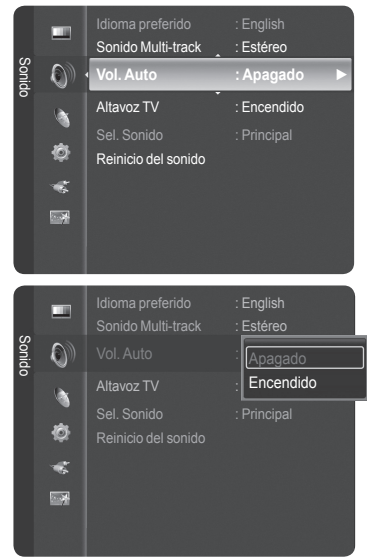 Sonido
Idioma preferido : English
Sonido Multi-track : Estéreo
Vol. Auto : Apagado
Altavoz TV : Encendido
Sel. Sonido : Principal
Reinicio del sonido
Sonido
Idioma preferido : English
Sonido Multi-track : Estéreo
Vol. Auto :
Apagado
Altavoz TV :
Encendido
Sel. Sonido : Principal
Reinicio del sonido